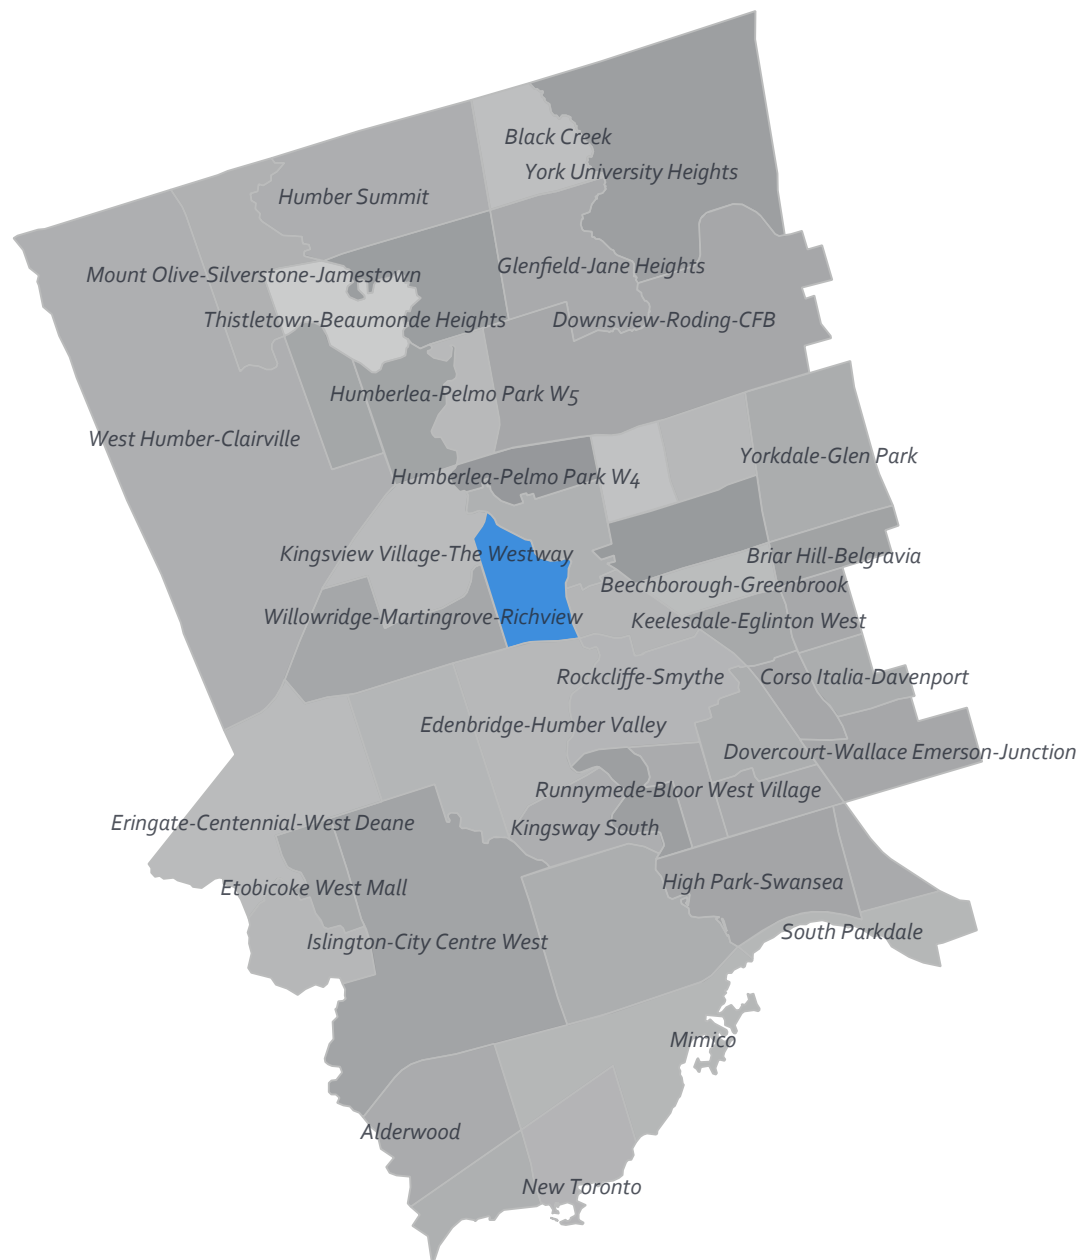 Black Creek
York University Heights
Humber Summit
Glenfield-Jane Heights
Mount Olive-Silverstone-Jamestown
Thistletown-Beaumonde Heights
Downsview-Roding-CFB
Humberlea-Pelmo Park W5
West Humber-Clairville
Yorkdale-Glen Park
Humberlea-Pelmo Park W4
Kingsview Village-The Westway
Briar Hill-Belgravia
Beechborough-Greenbrook
Willowridge-Martingrove-Richview
Keelesdale-Eglinton West
Rockcliffe-Smythe
Corso Italia-Davenport
Edenbridge-Humber Valley
Dovercourt-Wallace Emerson-Junction
Runnymede-Bloor West Village
Eringate-Centennial-West Deane
Kingsway South
Etobicoke West Mall
High Park-Swansea
South Parkdale
Islington-City Centre West
Mimico
Alderwood
New Toronto